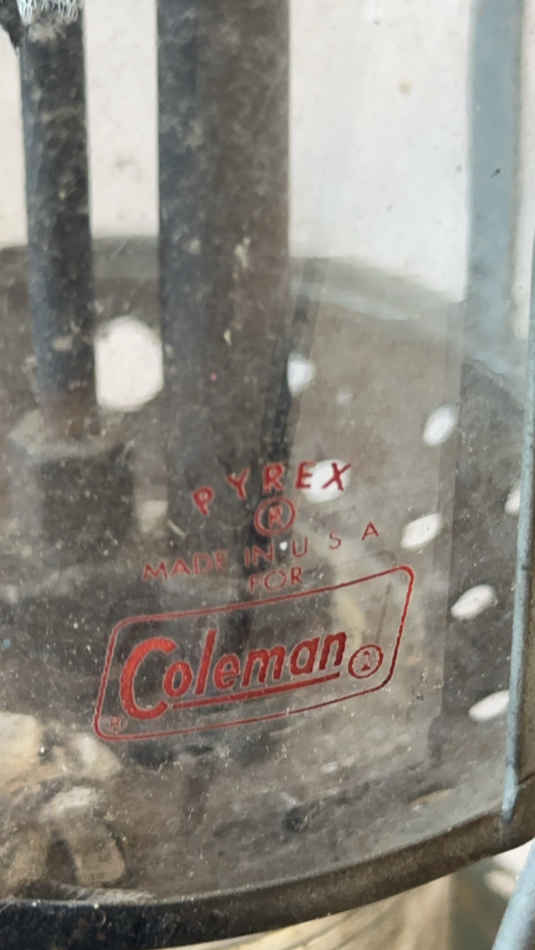 PYREX
®
MADE IN U S A
FOR
Coleman ®
®